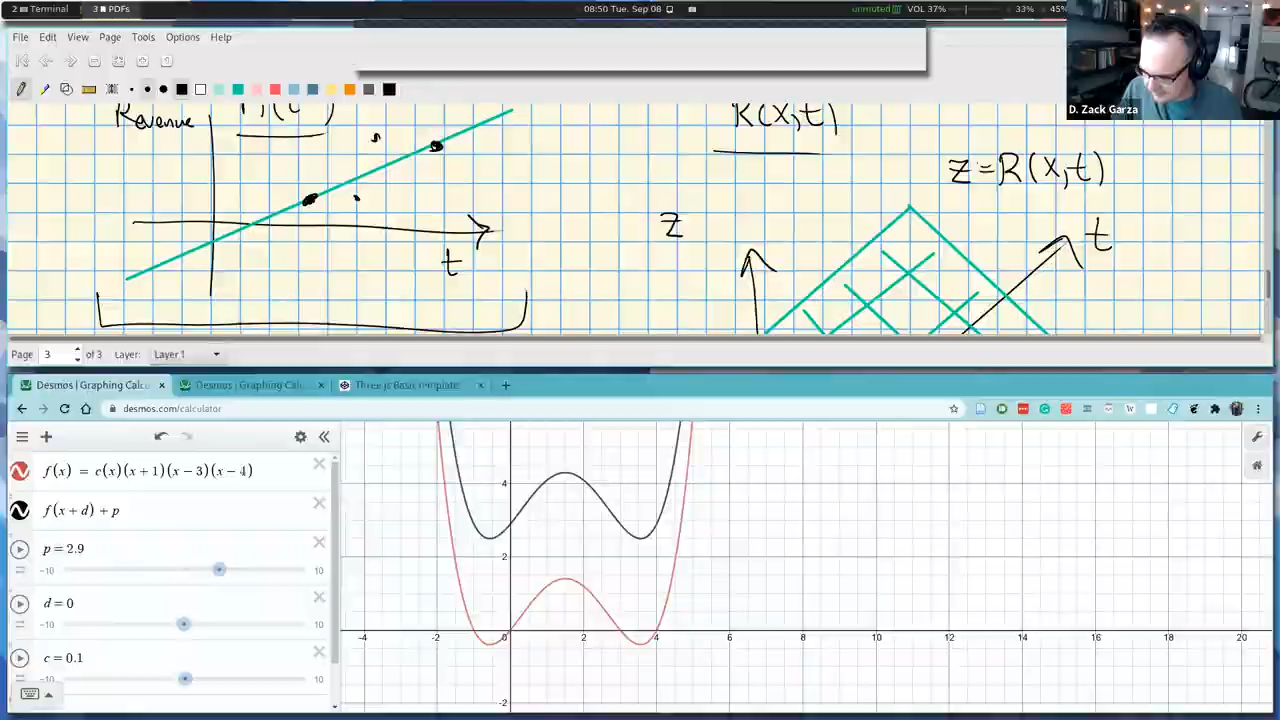 2 Terminal
3 PDFs
08:50 Tue. Sep 08
unmuted
VOL 37%
33%
45%
File Edit View Page Tools Options Help
D. Zack Garza
Revenue
R(x,t)
z=R(x,t)
z
t
t
Page 3 of 3 Layer: Layer 1
Desmos | Graphing Calcu
Desmos | Graphing Calc
Three js Basic template
desmos.com/calculator
f(x) = c(x)(x+1)(x−3)(x−4)
f(x+d)+p
p=2.9
-10
10
d=0
-10
10
c=0.1
-10
10
4
2
-4 -2 0 2 4 6 8 10 12 14 16 18 20
-2